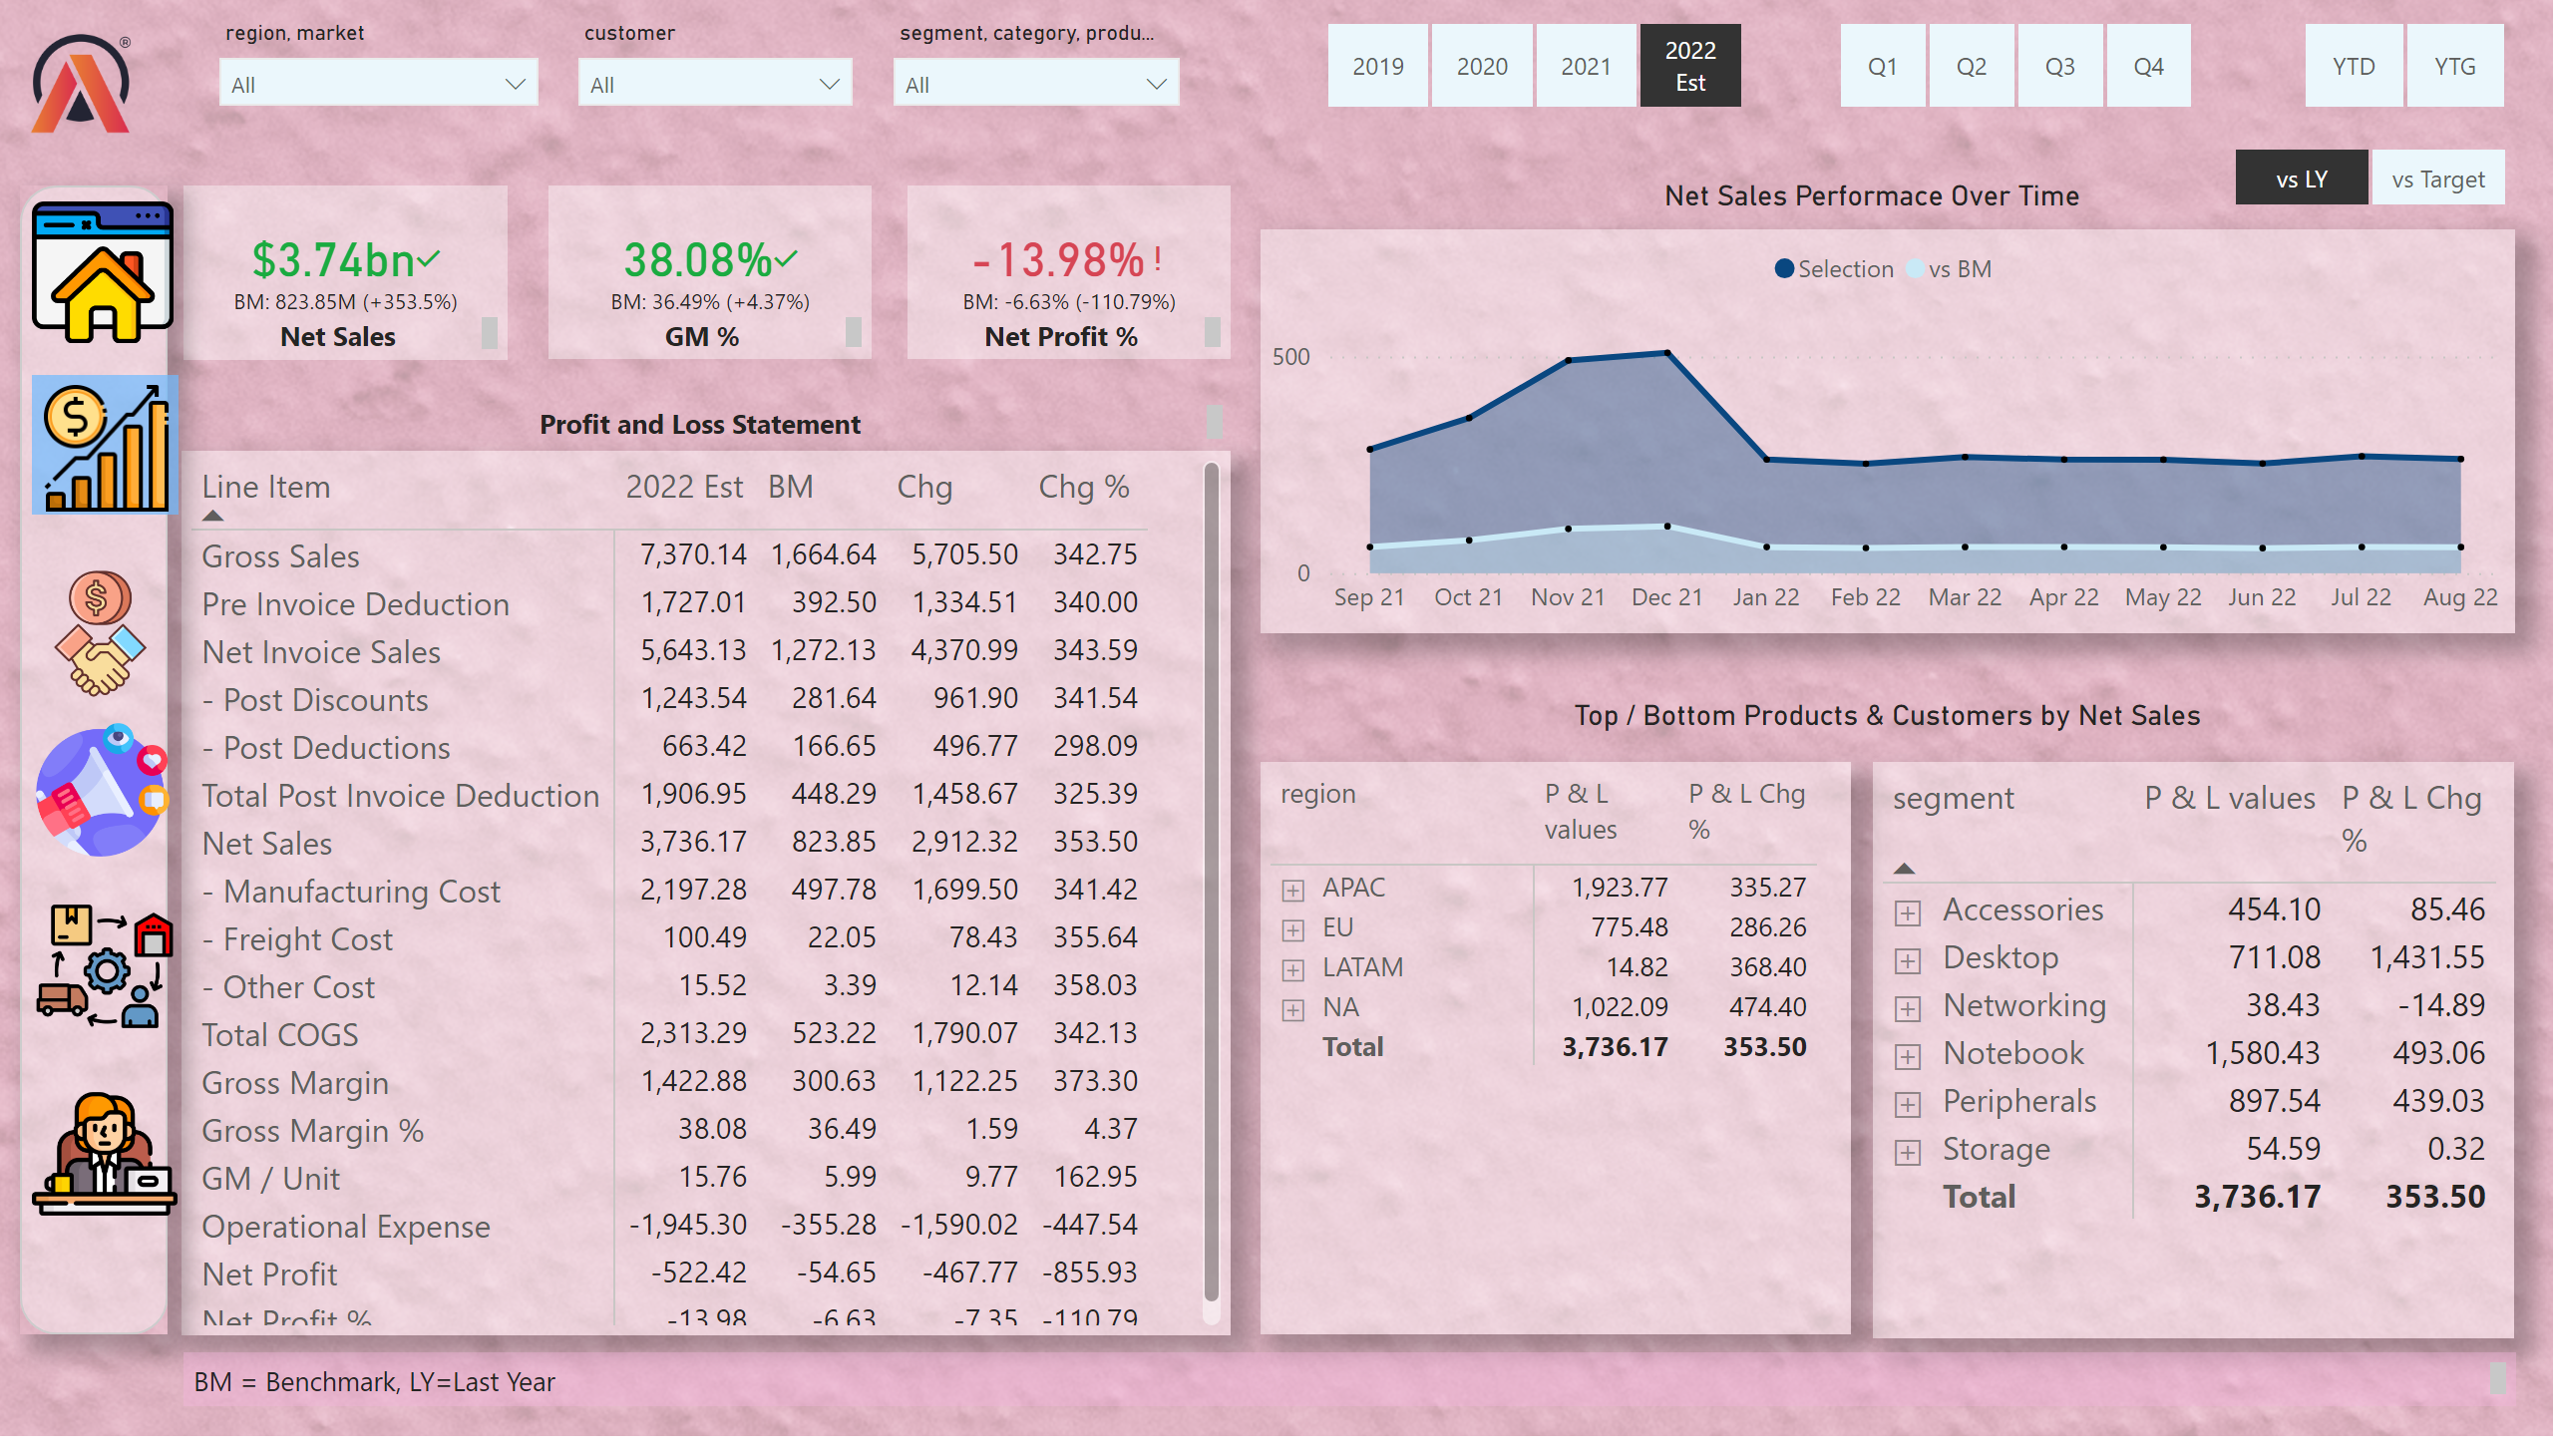 region, market
customer
segment, category, produ...
All
All
All
2019
2020
2021
2022
Est
Q1
Q2
Q3
Q4
YTD
YTG
®
vs LY
vs Target
$3.74bn
BM: 823.85M (+353.5%)
Net Sales
38.08%
BM: 36.49% (+4.37%)
GM %
-13.98% !
BM: -6.63% (-110.79%)
Net Profit %
Net Sales Performace Over Time
Selection vs BM
500
0
Sep 21 Oct 21 Nov 21 Dec 21 Jan 22 Feb 22 Mar 22 Apr 22 May 22 Jun 22 Jul 22 Aug 22
Profit and Loss Statement
Line Item 2022 Est BM Chg Chg %
Gross Sales 7,370.14 1,664.64 5,705.50 342.75
Pre Invoice Deduction 1,727.01 392.50 1,334.51 340.00
Net Invoice Sales 5,643.13 1,272.13 4,370.99 343.59
- Post Discounts 1,243.54 281.64 961.90 341.54
- Post Deductions 663.42 166.65 496.77 298.09
Total Post Invoice Deduction 1,906.95 448.29 1,458.67 325.39
Net Sales 3,736.17 823.85 2,912.32 353.50
- Manufacturing Cost 2,197.28 497.78 1,699.50 341.42
- Freight Cost 100.49 22.05 78.43 355.64
- Other Cost 15.52 3.39 12.14 358.03
Total COGS 2,313.29 523.22 1,790.07 342.13
Gross Margin 1,422.88 300.63 1,122.25 373.30
Gross Margin % 38.08 36.49 1.59 4.37
GM / Unit 15.76 5.99 9.77 162.95
Operational Expense -1,945.30 -355.28 -1,590.02 -447.54
Net Profit -522.42 -54.65 -467.77 -855.93
Net Profit % -13.98 -6.63 -7.35 -110.79
Top / Bottom Products & Customers by Net Sales
region P & L values P & L Chg %
APAC 1,923.77 335.27
EU 775.48 286.26
LATAM 14.82 368.40
NA 1,022.09 474.40
Total 3,736.17 353.50
segment P & L values P & L Chg %
Accessories 454.10 85.46
Desktop 711.08 1,431.55
Networking 38.43 -14.89
Notebook 1,580.43 493.06
Peripherals 897.54 439.03
Storage 54.59 0.32
Total 3,736.17 353.50
BM = Benchmark, LY=Last Year